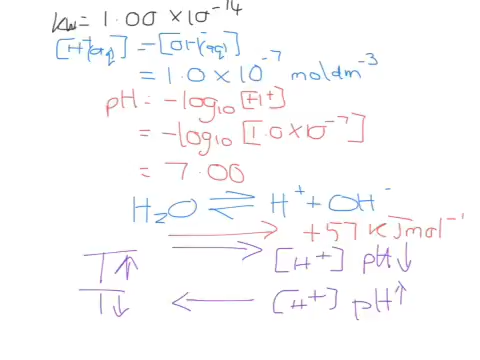 Kw = 1.00 × 10⁻¹⁴
[H⁺(aq)] = [OH⁻(aq)]
= 1.0 × 10⁻⁷ moldm⁻³
pH = -log₁₀ [H⁺]
= -log₁₀ [1.0 × 10⁻⁷]
= 7.00
H₂O ⇌ H⁺ + OH⁻
→ +57 kJmol⁻¹
T↑ → [H⁺] pH↓
T↓ ← [H⁺] pH↑